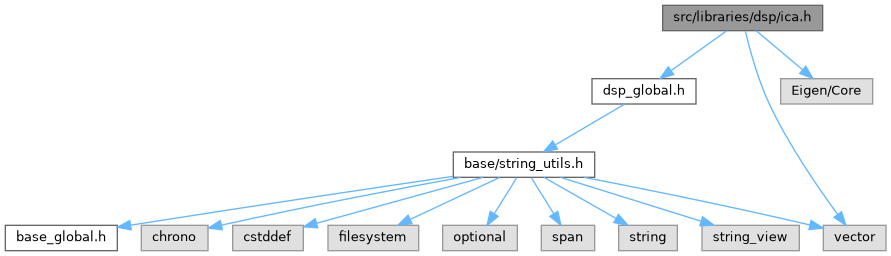 src/libraries/dsp/ica.h
dsp_global.h
Eigen/Core
base/string_utils.h
base_global.h
chrono
cstddef
filesystem
optional
span
string
string_view
vector